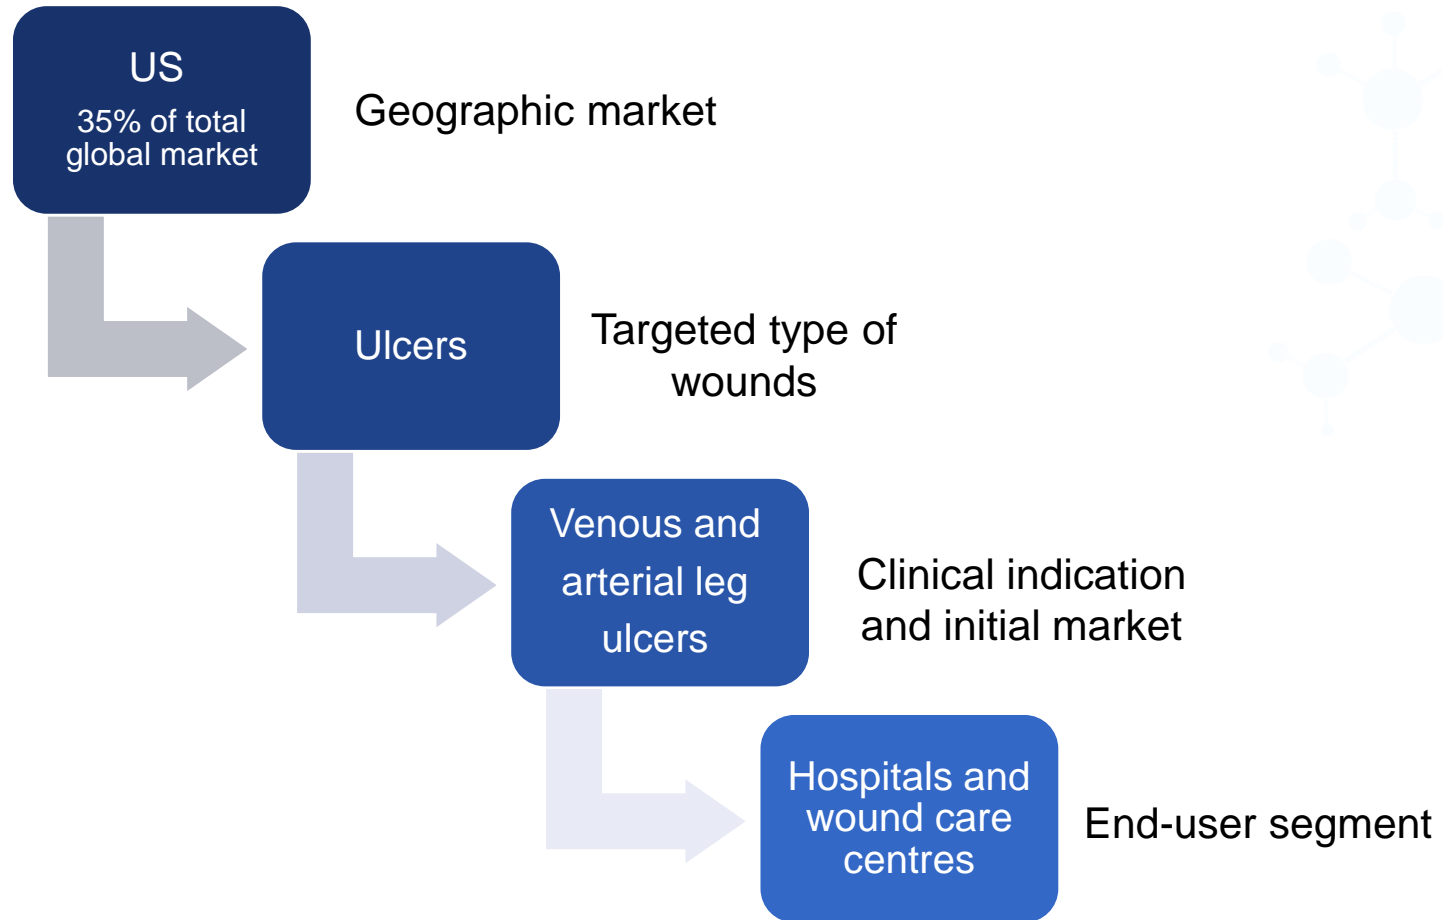 US
35% of total
global market
Geographic market
Ulcers
Targeted type of
wounds
Venous and
arterial leg
ulcers
Clinical indication
and initial market
Hospitals and
wound care
centres
End-user segment